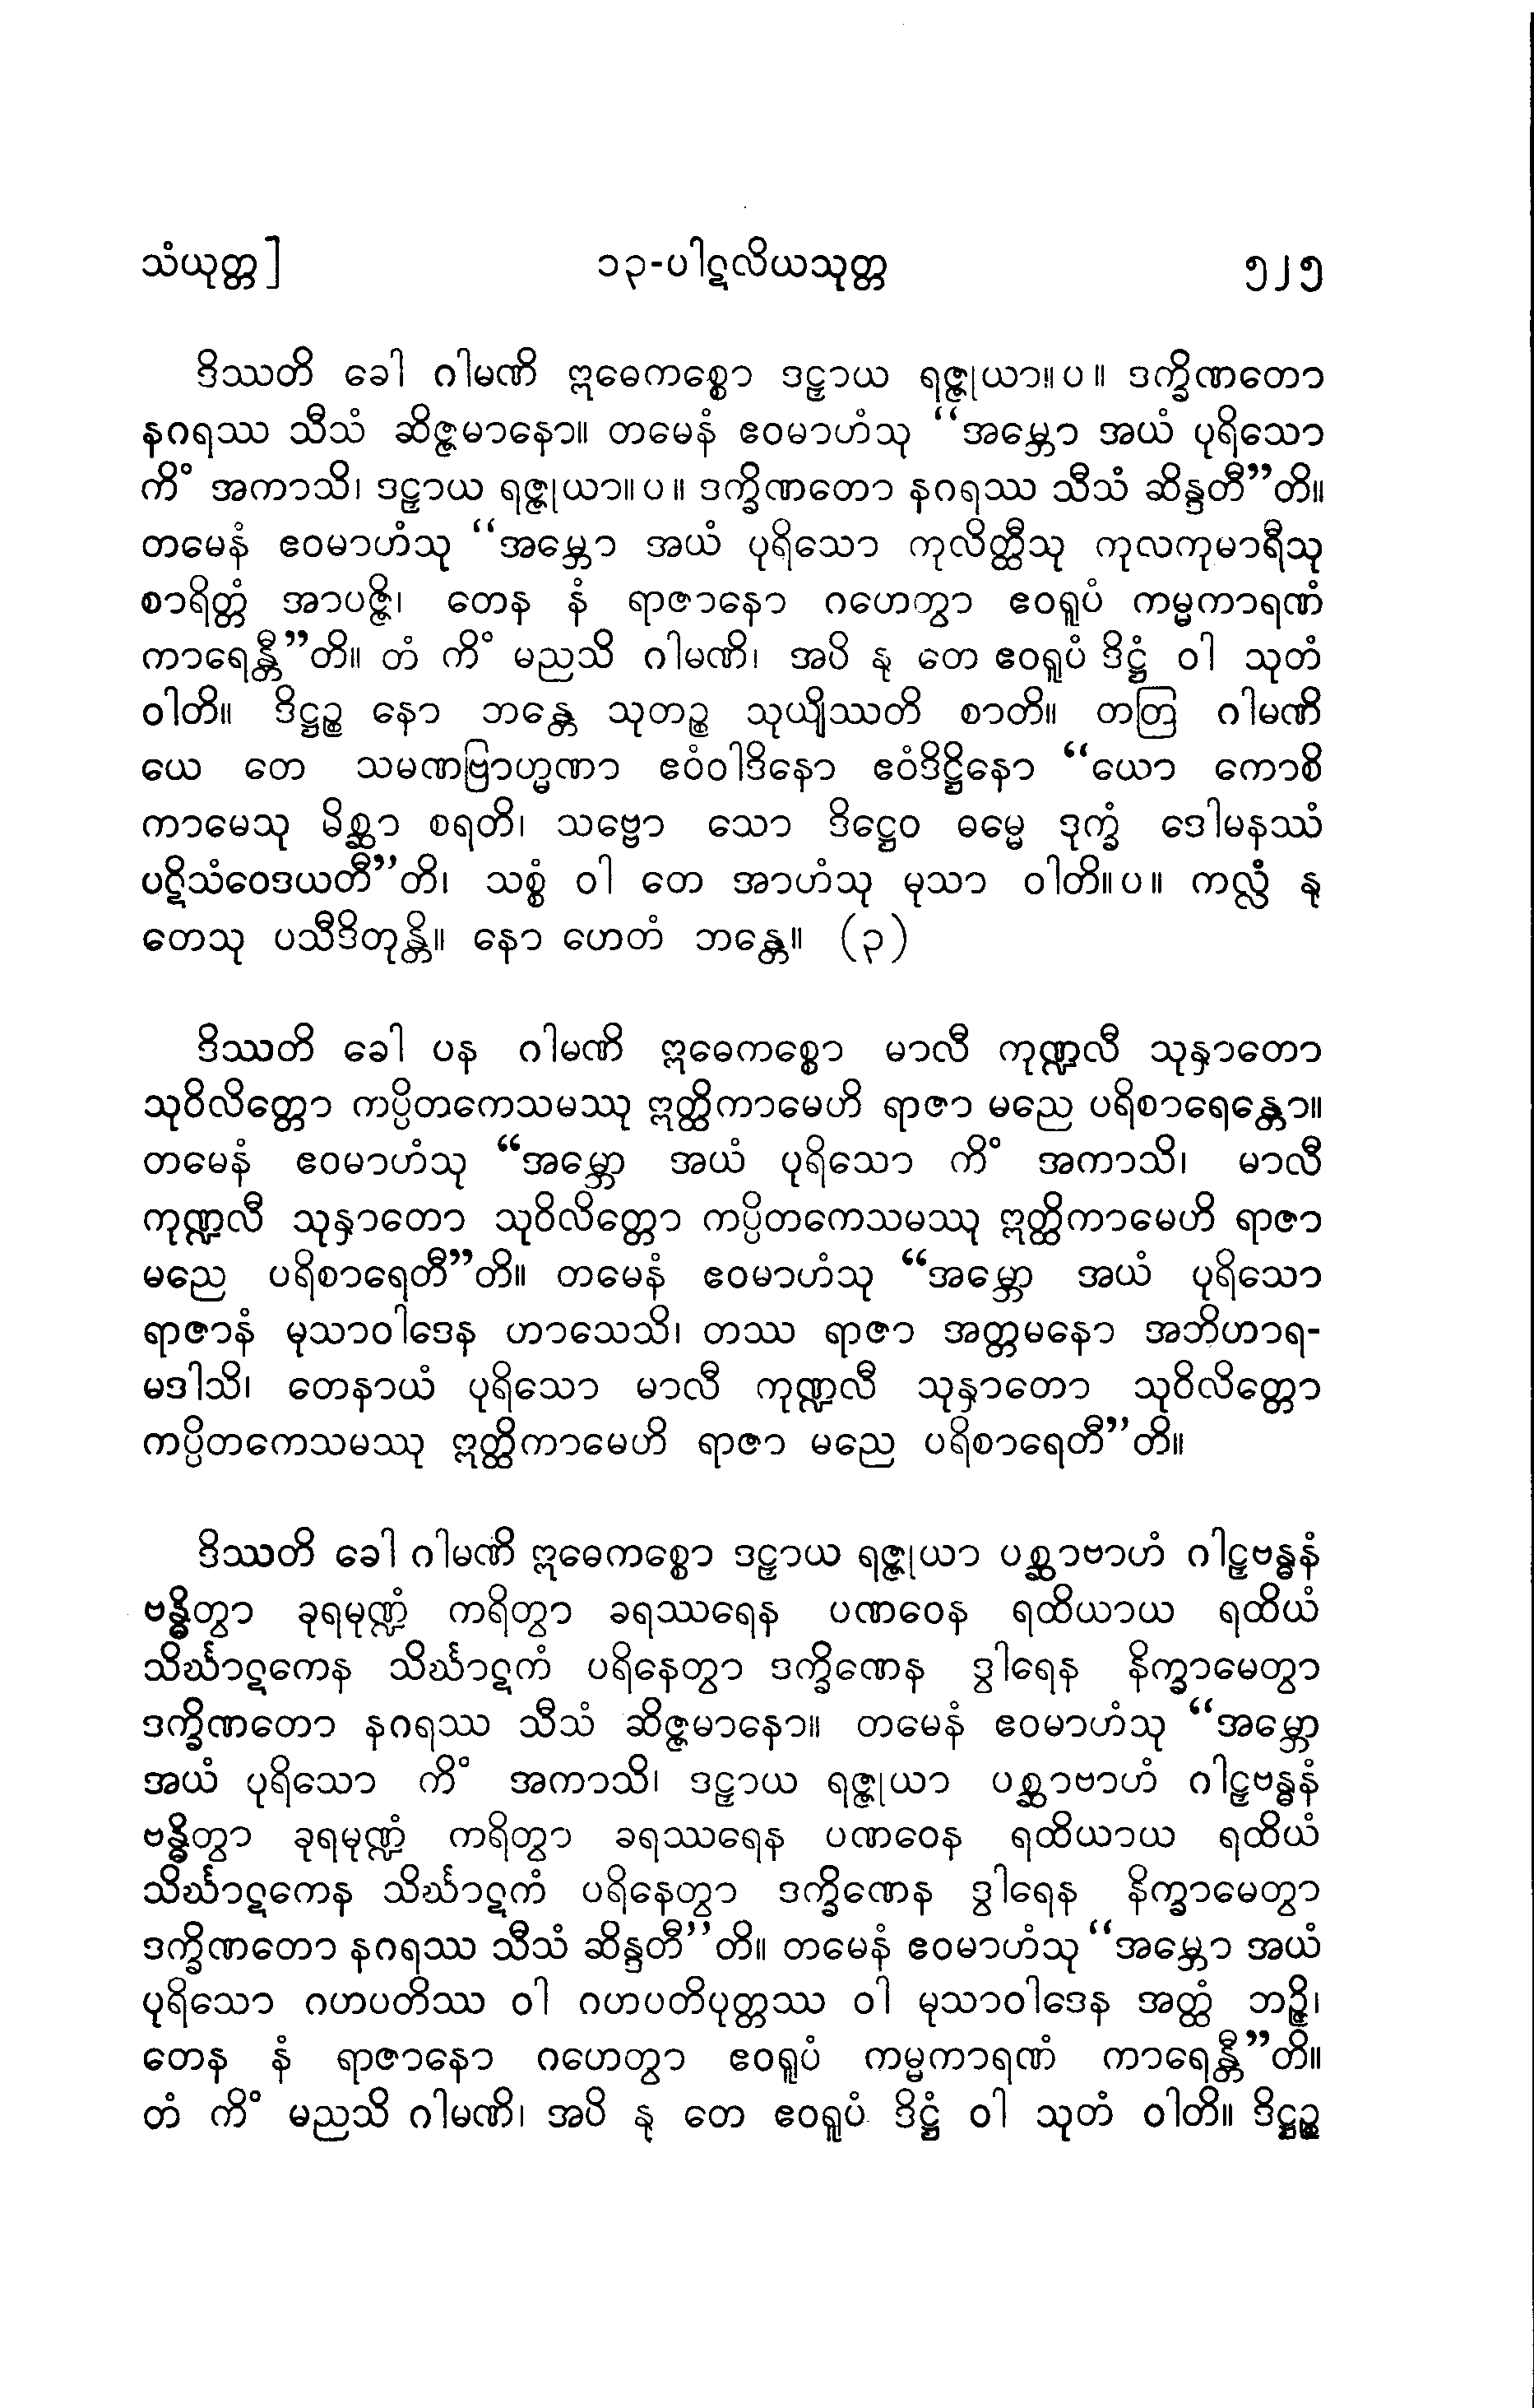 သံယုတ္တ]
၁၃-ပါဋလိယသုတ္တ
၅၂၅
ဒိဿတိ ခေါ ဂါမဏိ ဣဓေကစ္စော ဒဠှာယ ရဇ္ဇုယာ။ပ။ ဒက္ခိဏတော
နဂရဿ သီသံ ဆိဇ္ဇမာနော။ တမေနံ ဧဝမာဟံသု “အမ္ဘော အယံ ပုရိသော
ကိံ အကာသိ၊ ဒဠှာယ ရဇ္ဇုယာ။ပ။ ဒက္ခိဏတော နဂရဿ သီသံ ဆိန္ဒတီ”တိ။
တမေနံ ဧဝမာဟံသု “အမ္ဘော အယံ ပုရိသော ကုလိတ္ထီသု ကုလကုမာရီသု
စာရိတ္တံ အာပဇ္ဇိ၊ တေန နံ ရာဇာနော ဂဟေတွာ ဧဝရူပံ ကမ္မကာရဏံ
ကာရေန္တီ”တိ။ တံ ကိံ မညသိ ဂါမဏိ၊ အပိ နု တေ ဧဝရူပံ ဒိဋ္ဌံ ဝါ သုတံ
ဝါတိ။ ဒိဋ္ဌဉ္စ နော ဘန္တေ သုတဉ္စ သုယျိဿတိ စာတိ။ တတြ ဂါမဏိ
ယေ တေ သမဏဗြာဟ္မဏာ ဧဝံဝါဒိနော ဧဝံဒိဋ္ဌိနော “ယော ကောစိ
ကာမေသု မိစ္ဆာ စရတိ၊ သဗ္ဗော သော ဒိဋ္ဌေဝ ဓမ္မေ ဒုက္ခံ ဒေါမနဿံ
ပဋိသံဝေဒယတီ”တိ၊ သစ္စံ ဝါ တေ အာဟံသု မုသာ ဝါတိ။ပ။ ကလ္လံ နု
တေသု ပသီဒိတုန္တိ။ နော ဟေတံ ဘန္တေ။ (၃)
ဒိဿတိ ခေါ ပန ဂါမဏိ ဣဓေကစ္စော မာလီ ကုဏ္ဍလီ သုနှာတော
သုဝိလိတ္တော ကပ္ပိတကေသမဿု ဣတ္ထိကာမေဟိ ရာဇာ မညေ ပရိစာရေန္တော။
တမေနံ ဧဝမာဟံသု “အမ္ဘော အယံ ပုရိသော ကိံ အကာသိ၊ မာလီ
ကုဏ္ဍလီ သုနှာတော သုဝိလိတ္တော ကပ္ပိတကေသမဿု ဣတ္ထိကာမေဟိ ရာဇာ
မညေ ပရိစာရေတီ”တိ။ တမေနံ ဧဝမာဟံသု “အမ္ဘော အယံ ပုရိသော
ရာဇာနံ မုသာဝါဒေန ဟာသေသိ၊ တဿ ရာဇာ အတ္တမနော အဘိဟာရ-
မဒါသိ၊ တေနာယံ ပုရိသော မာလီ ကုဏ္ဍလီ သုနှာတော သုဝိလိတ္တော
ကပ္ပိတကေသမဿု ဣတ္ထိကာမေဟိ ရာဇာ မညေ ပရိစာရေတီ”တိ။
ဒိဿတိ ခေါ ဂါမဏိ ဣဓေကစ္စော ဒဠှာယ ရဇ္ဇုယာ ပစ္ဆာဗာဟံ ဂါဠှဗန္ဓနံ
ဗန္ဓိတွာ ခုရမုဏ္ဍံ ကရိတွာ ခရဿရေန ပဏဝေန ရထိယာယ ရထိယံ
သိင်္ဃာဋကေန သိင်္ဃာဋကံ ပရိနေတွာ ဒက္ခိဏေန ဒွါရေန နိက္ခာမေတွာ
ဒက္ခိဏတော နဂရဿ သီသံ ဆိဇ္ဇမာနော။ တမေနံ ဧဝမာဟံသု “အမ္ဘော
အယံ ပုရိသော ကိံ အကာသိ၊ ဒဠှာယ ရဇ္ဇုယာ ပစ္ဆာဗာဟံ ဂါဠှဗန္ဓနံ
ဗန္ဓိတွာ ခုရမုဏ္ဍံ ကရိတွာ ခရဿရေန ပဏဝေန ရထိယာယ ရထိယံ
သိင်္ဃာဋကေန သိင်္ဃာဋကံ ပရိနေတွာ ဒက္ခိဏေန ဒွါရေန နိက္ခာမေတွာ
ဒက္ခိဏတော နဂရဿ သီသံ ဆိန္ဒတီ”တိ။ တမေနံ ဧဝမာဟံသု “အမ္ဘော အယံ
ပုရိသော ဂဟပတိဿ ဝါ ဂဟပတိပုတ္တဿ ဝါ မုသာဝါဒေန အတ္ထံ ဘဉ္ဇိ၊
တေန နံ ရာဇာနော ဂဟေတွာ ဧဝရူပံ ကမ္မကာရဏံ ကာရေန္တီ”တိ။
တံ ကိံ မညသိ ဂါမဏိ၊ အပိ နု တေ ဧဝရူပံ ဒိဋ္ဌံ ဝါ သုတံ ဝါတိ။ ဒိဋ္ဌဉ္စ